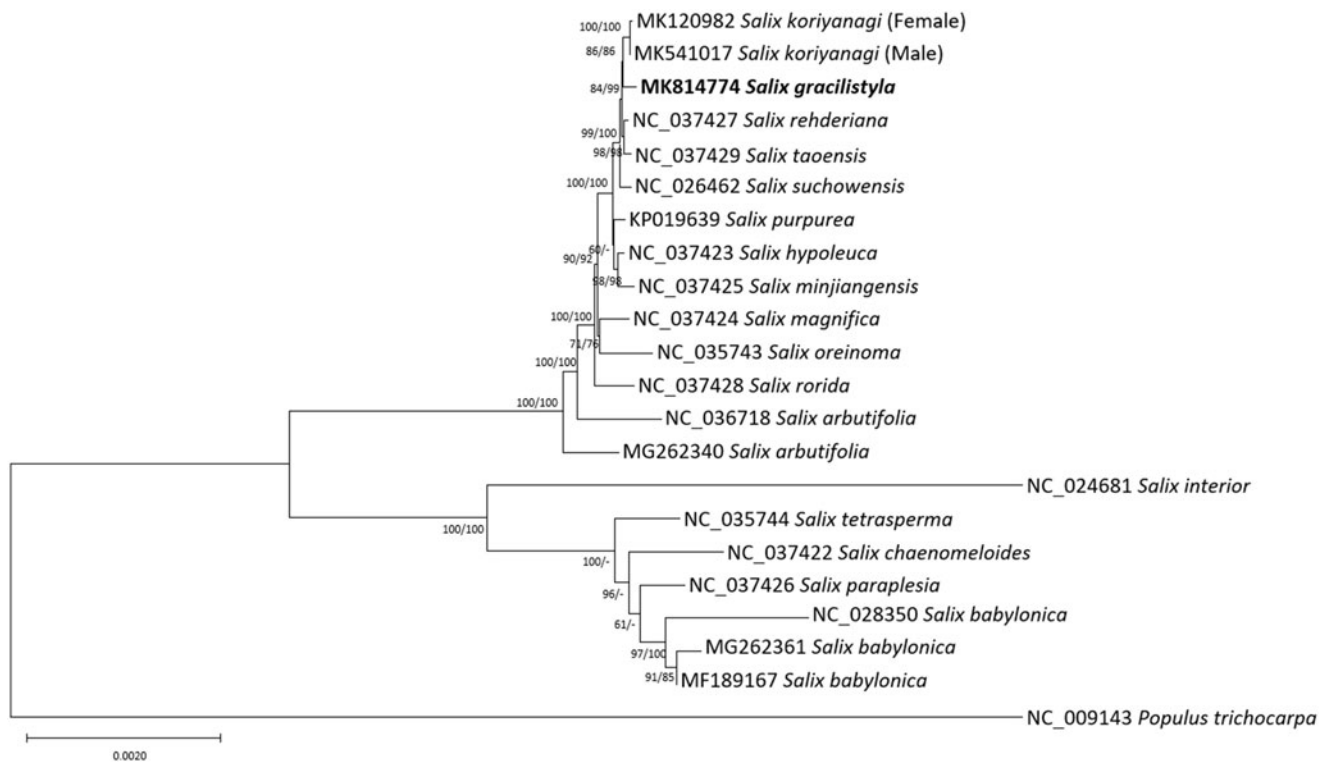 100/100
MK120982 Salix koriyanagi (Female)
86/86
MK541017 Salix koriyanagi (Male)
84/99
MK814774 Salix gracilistyla
NC_037427 Salix rehderiana
99/100
98/98
NC_037429 Salix taoensis
100/100
NC_026462 Salix suchowensis
KP019639 Salix purpurea
60/-
NC_037423 Salix hypoleuca
90/92
98/98
NC_037425 Salix minjiangensis
100/100
NC_037424 Salix magnifica
71/76
NC_035743 Salix oreinoma
100/100
NC_037428 Salix rorida
100/100
NC_036718 Salix arbutifolia
MG262340 Salix arbutifolia
NC_024681 Salix interior
100/100
NC_035744 Salix tetrasperma
100/-
NC_037422 Salix chaenomeloides
96/-
NC_037426 Salix paraplesia
61/-
NC_028350 Salix babylonica
97/100
MG262361 Salix babylonica
91/85
MF189167 Salix babylonica
NC_009143 Populus trichocarpa
0.0020